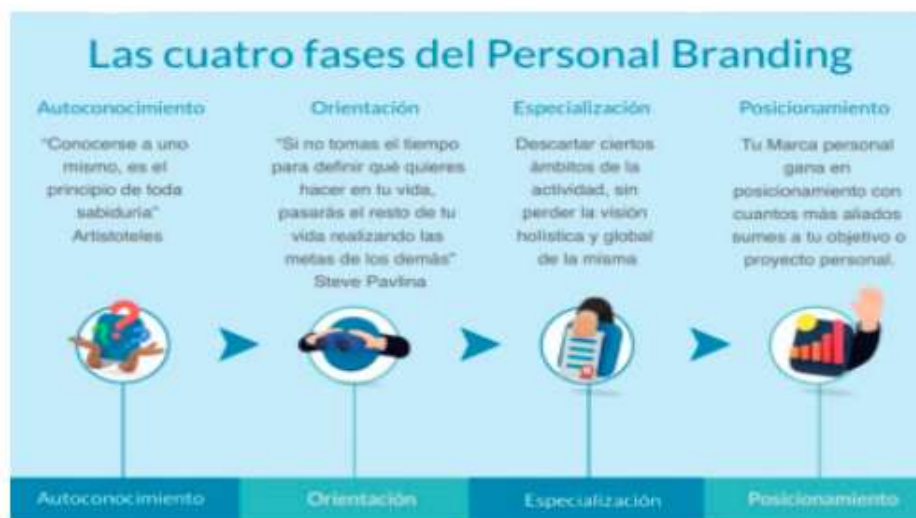 Las cuatro fases del Personal Branding
Autoconocimiento
"Conocerse a uno
mismo, es el
principio de toda
sabiduría"
Artistoteles
Orientación
"Si no tomas el tiempo
para definir qué quieres
hacer en tu vida,
pasarás el resto de tu
vida realizando las
metas de los demás"
Steve Pavlina
Especialización
Descartar ciertos
ámbitos de la
actividad, sin
perder la visión
holística y global
de la misma
Posicionamiento
Tu Marca personal
gana en
posicionamiento con
cuantos más aliados
sumes a tu objetivo o
proyecto personal.
Autoconocimiento
Orientación
Especialización
Posicionamiento